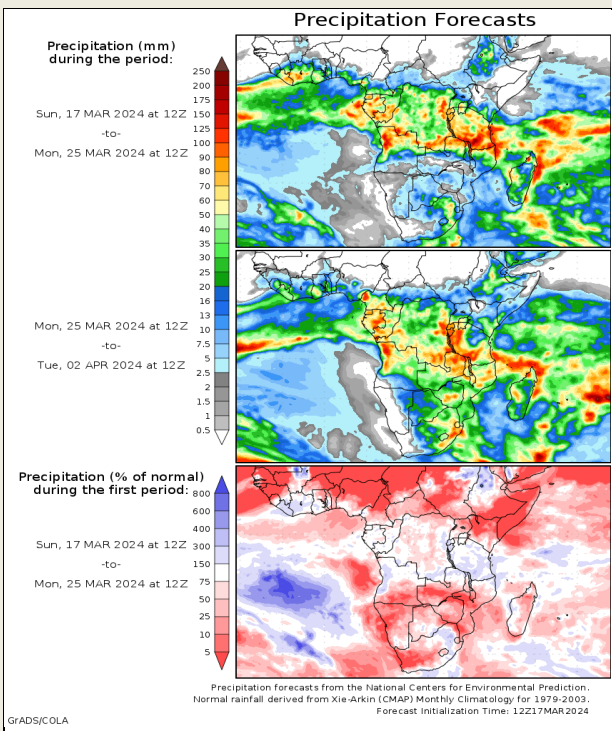 Precipitation Forecasts
Precipitation (mm)
during the period:
Sun, 17 MAR 2024 at 12Z
-to-
Mon, 25 MAR 2024 at 12Z
250
200
175
150
125
100
90
80
70
60
50
40
35
30
25
20
16
13
10
7.5
5
2.5
2
1.5
1
0.5
Mon, 25 MAR 2024 at 12Z
-to-
Tue, 02 APR 2024 at 12Z
Precipitation (% of normal)
during the first period:
Sun, 17 MAR 2024 at 12Z
-to-
Mon, 25 MAR 2024 at 12Z
800
600
400
300
150
75
50
25
10
5
Precipitation forecasts from the National Centers for Environmental Prediction.
Normal rainfall derived from Xie-Arkin (CMAP) Monthly Climatology for 1979-2003.
Forecast Initialization Time: 12Z17MAR2024
GrADS/COLA